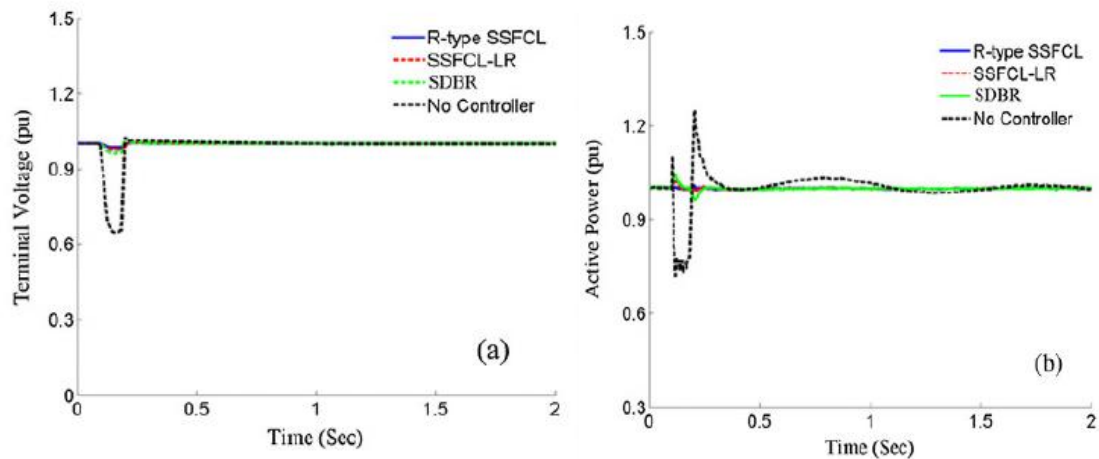 1.5
1.2
0.9
0.6
0.3
0
Terminal Voltage (pu)
R-type SSFCL
SSFCL-LR
SDBR
No Controller
(a)
0
0.5
1
1.5
2
Time (Sec)
1.5
1.2
0.9
0.6
0.3
Active Power (pu)
R-type SSFCL
SSFCL-LR
SDBR
No Controller
(b)
0
0.5
1
1.5
2
Time (Sec)